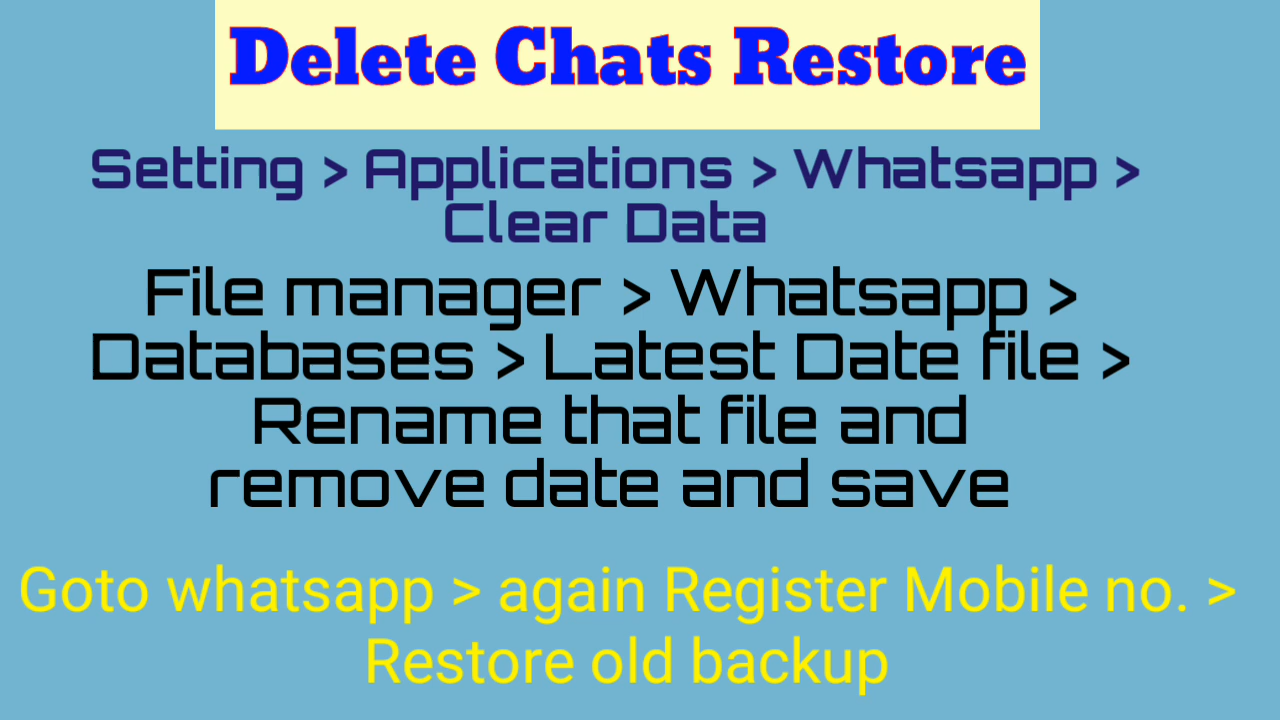 Delete Chats Restore
Setting > Applications > Whatsapp >
Clear Data
File manager > Whatsapp >
Databases > Latest Date file >
Rename that file and
remove date and save
Goto whatsapp > again Register Mobile no. >
Restore old backup